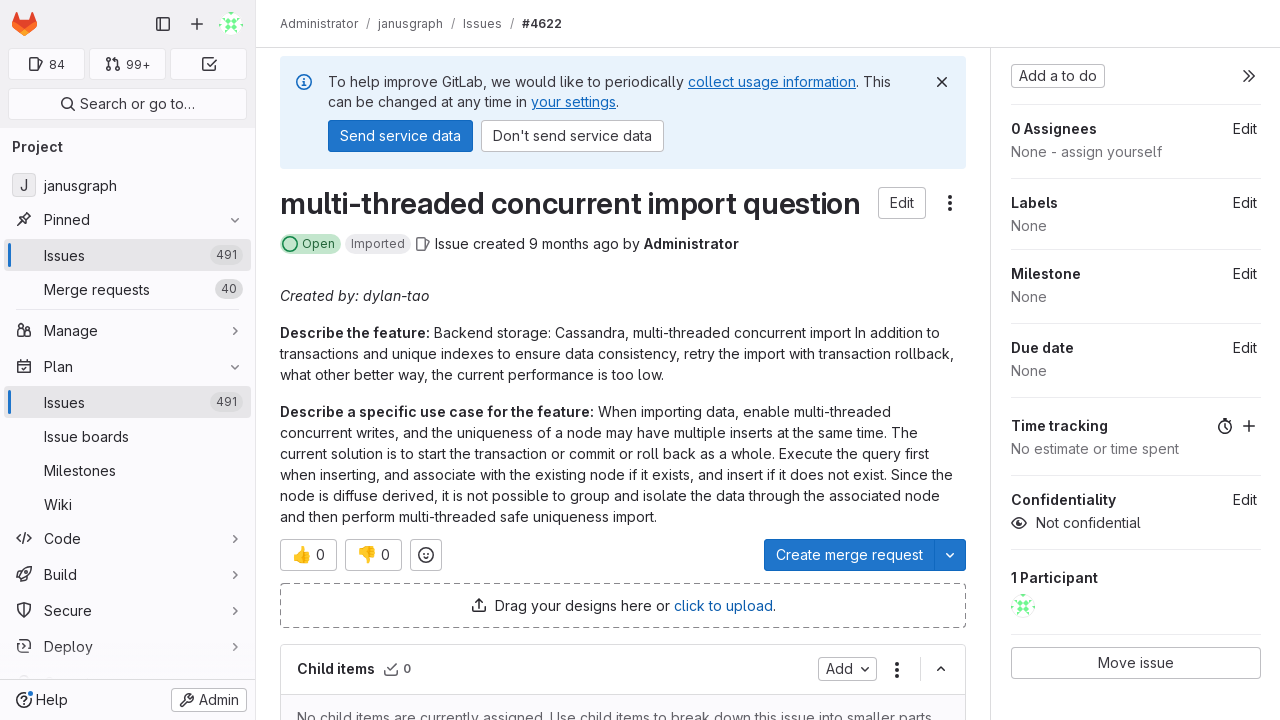 84
99+
Search or go to…
Project
J
janusgraph
Pinned
Issues
491
Merge requests
40
Manage
Plan
Issues
491
Issue boards
Milestones
Wiki
Code
Build
Secure
Deploy
Help
Admin
Administrator / janusgraph / Issues / #4622
To help improve GitLab, we would like to periodically collect usage information. This
can be changed at any time in your settings.
Send service data
Don't send service data
multi-threaded concurrent import question
Edit
Open
Imported
Issue created 9 months ago by Administrator
Created by: dylan-tao
Describe the feature: Backend storage: Cassandra, multi-threaded concurrent import In addition to
transactions and unique indexes to ensure data consistency, retry the import with transaction rollback,
what other better way, the current performance is too low.
Describe a specific use case for the feature: When importing data, enable multi-threaded
concurrent writes, and the uniqueness of a node may have multiple inserts at the same time. The
current solution is to start the transaction or commit or roll back as a whole. Execute the query first
when inserting, and associate with the existing node if it exists, and insert if it does not exist. Since the
node is diffuse derived, it is not possible to group and isolate the data through the associated node
and then perform multi-threaded safe uniqueness import.
👍 0
👎 0
Create merge request
Drag your designs here or click to upload.
Child items
0
Add
No child items are currently assigned. Use child items to break down this issue into smaller parts.
Add a to do
0 Assignees
Edit
None - assign yourself
Labels
Edit
None
Milestone
Edit
None
Due date
Edit
None
Time tracking
No estimate or time spent
Confidentiality
Edit
Not confidential
1 Participant
Move issue